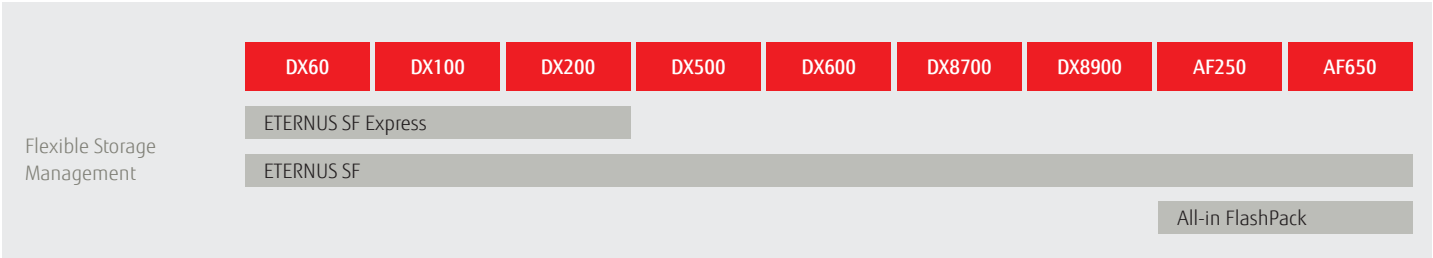 DX60 DX100 DX200 DX500 DX600 DX8700 DX8900 AF250 AF650
ETERNUS SF Express
Flexible Storage
Management
ETERNUS SF
All-in FlashPack